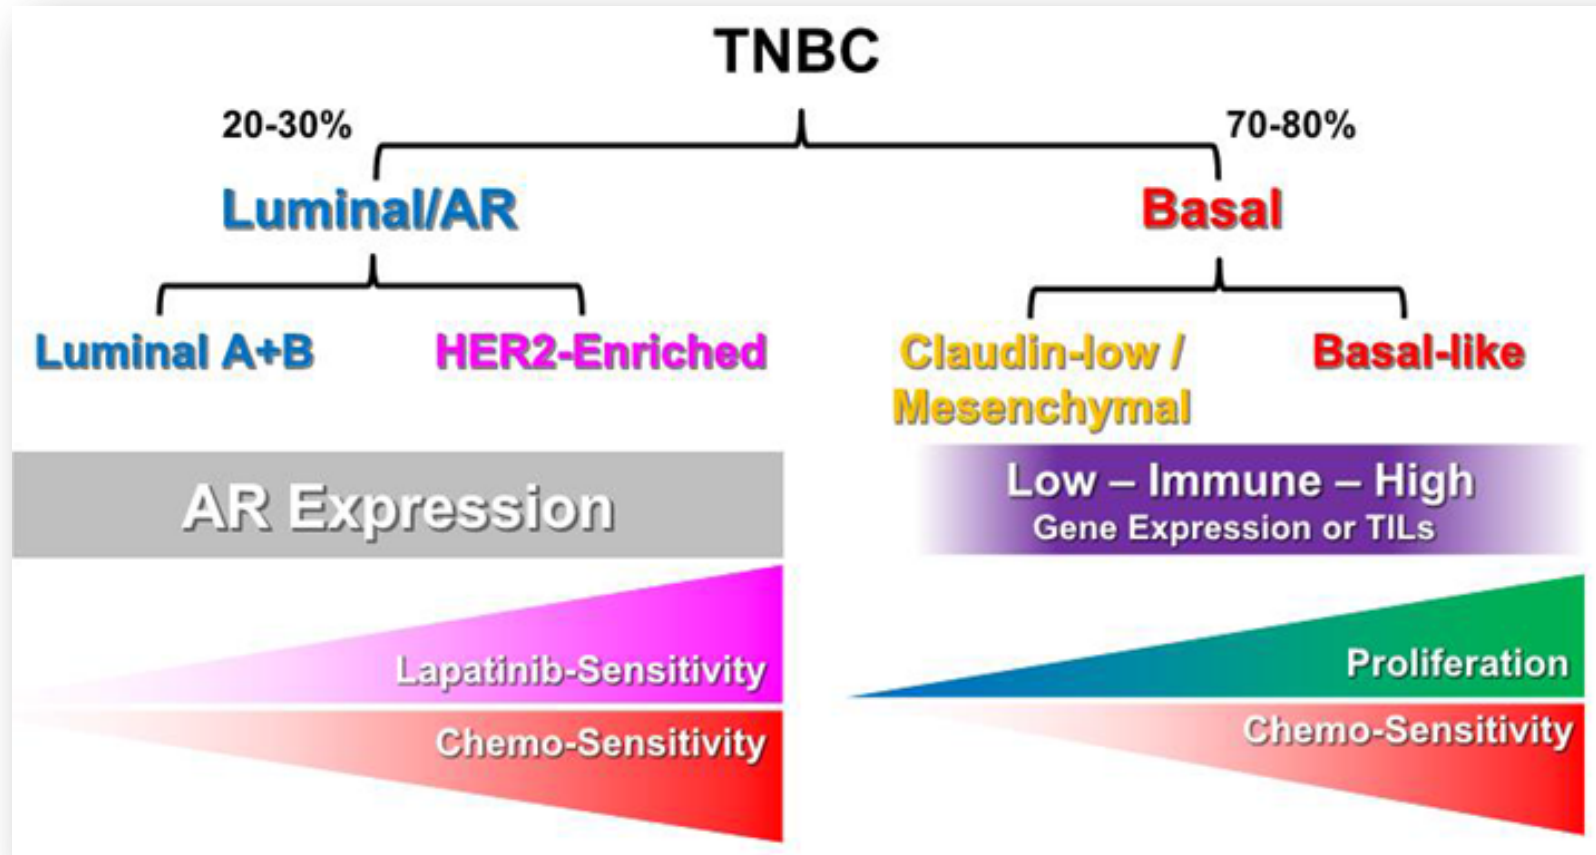 TNBC
20-30%
70-80%
Luminal/AR
Basal
Luminal A+B
HER2-Enriched
Claudin-low /
Mesenchymal
Basal-like
AR Expression
Low – Immune – High
Gene Expression or TILs
Lapatinib-Sensitivity
Chemo-Sensitivity
Proliferation
Chemo-Sensitivity